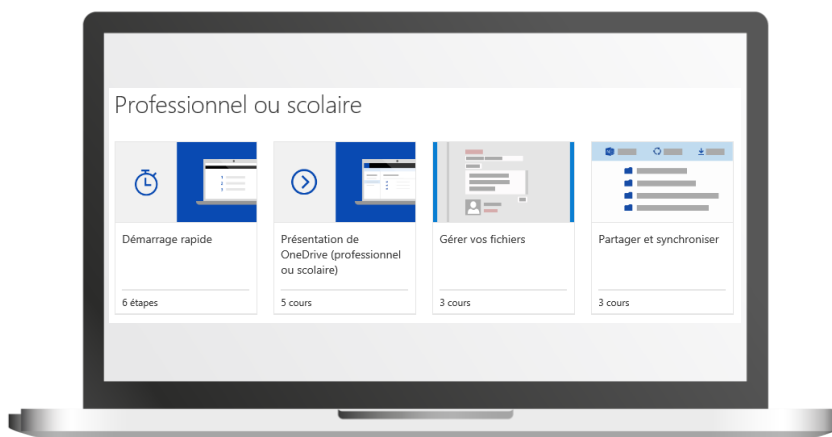 Professionnel ou scolaire
Démarrage rapide
6 étapes
Présentation de
OneDrive (professionnel
ou scolaire)
5 cours
Gérer vos fichiers
3 cours
Partager et synchroniser
3 cours